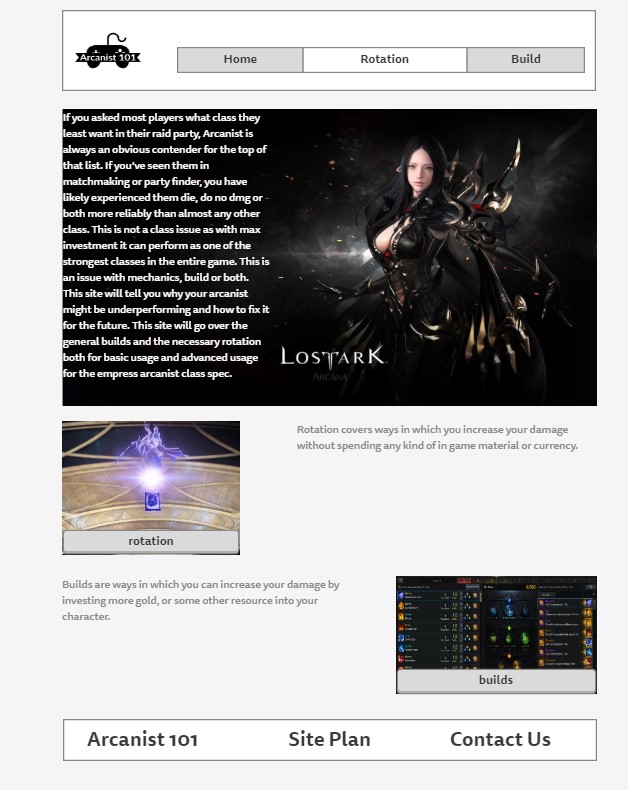 Arcanist 101
Home
Rotation
Build
If you asked most players what class they
least want in their raid party, Arcanist is
always an obvious contender for the top of
that list. If you've seen them in
matchmaking or party finder, you have
likely experienced them die, do no dmg or
both more reliably than almost any other
class. This is not a class issue as with max
investment it can perform as one of the
strongest classes in the entire game. This is
an issue with mechanics, build or both.
This site will tell you why your arcanist
might be underperforming and how to fix it
for the future. This site will go over the
general builds and the necessary rotation
both for basic usage and advanced usage
for the empress arcanist class spec.
LOSTARK
ARCANA
Rotation covers ways in which you increase your damage
without spending any kind of in game material or currency.
rotation
Builds are ways in which you can increase your damage by
investing more gold, or some other resource into your
character.
builds
Arcanist 101
Site Plan
Contact Us